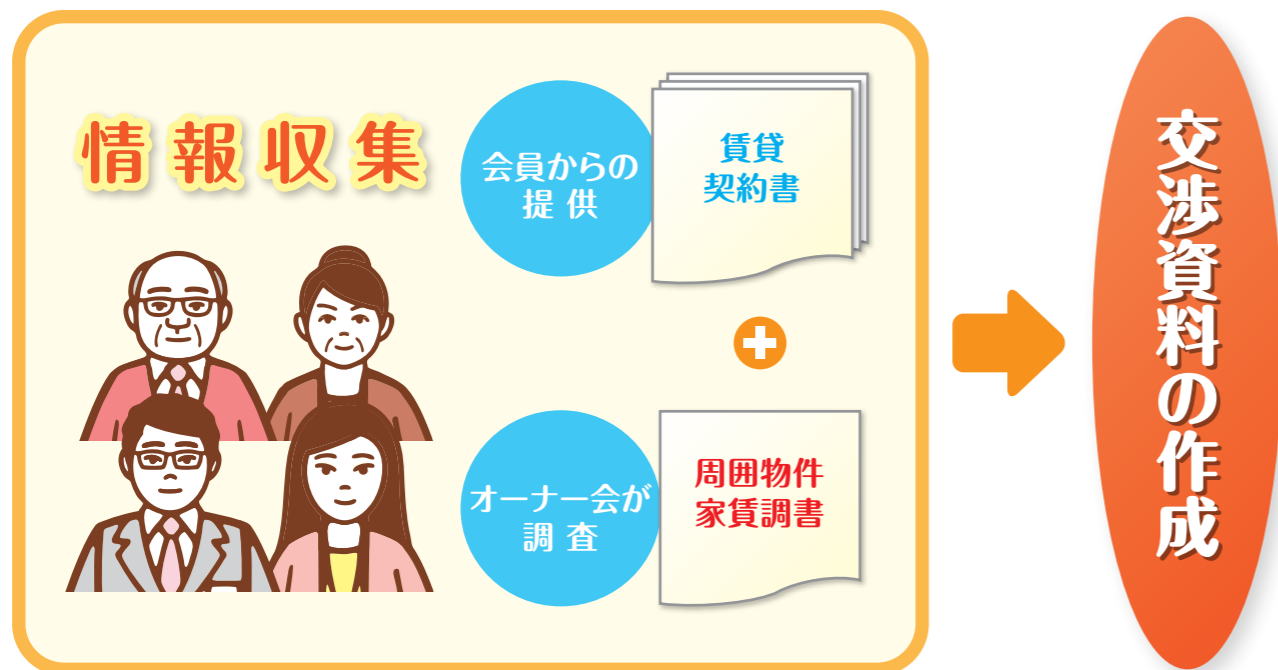 情報収集
会員からの
提供
賃貸
契約書
オーナー会が
調査
周囲物件
家賃調書
交渉資料の作成